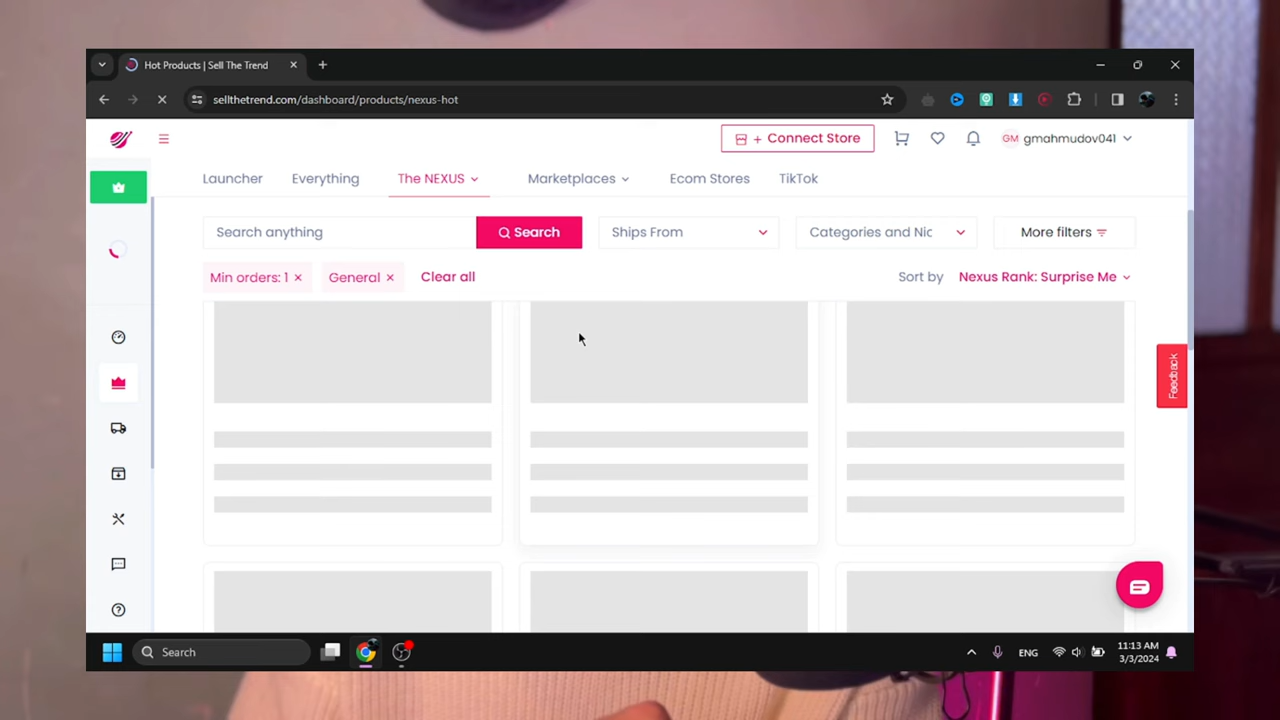 Hot Products | Sell The Trend
sellthetrend.com/dashboard/products/nexus-hot
+ Connect Store
GM gmahmudov041
Launcher Everything The NEXUS Marketplaces Ecom Stores TikTok
Search anything Search Ships From Categories and Nic More filters
Min orders: 1 × General × Clear all Sort by Nexus Rank: Surprise Me
Feedback
Search ENG 11:13 AM
3/3/2024